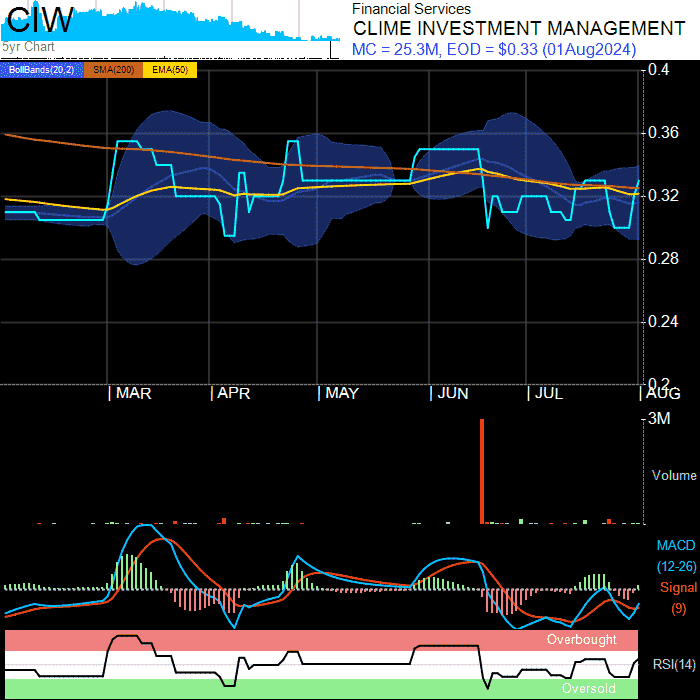 CIW
5yr Chart
Financial Services
CLIME INVESTMENT MANAGEMENT
MC = 25.3M, EOD = $0.33 (01Aug2024)
BollBands(20,2) SMA(200) EMA(50)
0.4
0.36
0.32
0.28
0.24
0.2
MAR APR MAY JUN JUL AUG
3M
Volume
MACD
(12-26)
Signal
(9)
Overbought
RSI(14)
Oversold